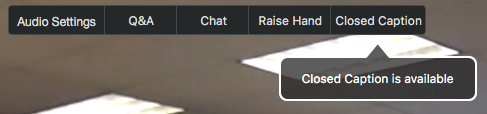 Audio Settings Q&A Chat Raise Hand Closed Caption
Closed Caption is available